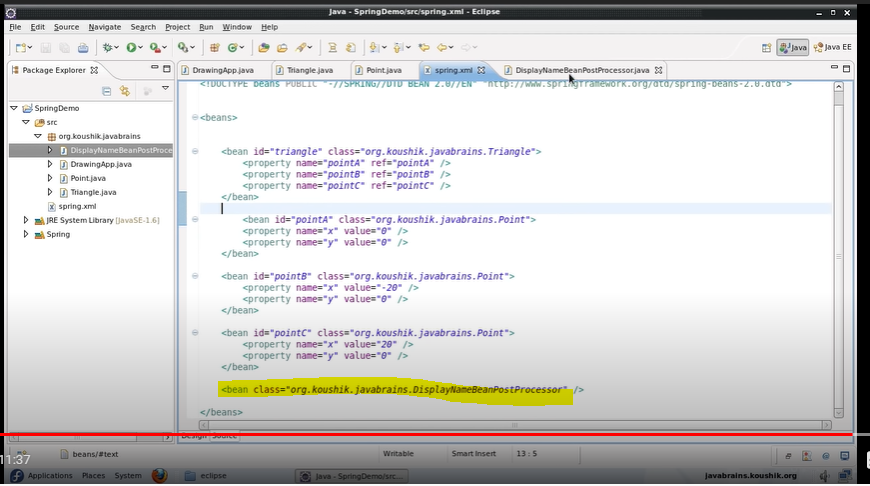 Java - SpringDemo/src/spring.xml - Eclipse
File Edit Source Navigate Search Project Run Window Help
Java Java EE
Package Explorer
DrawingApp.java Triangle.java Point.java spring.xml DisplayNameBeanPostProcessor.java
SpringDemo
src
org.koushik.javabrains
DisplayNameBeanPostProce
DrawingApp.java
Point.java
Triangle.java
spring.xml
JRE System Library [JavaSE-1.6]
Spring
<!DOCTYPE beans PUBLIC "-//SPRING//DTD BEAN 2.0//EN" "http://www.springframework.org/dtd/spring-beans-2.0.dtd">
<beans>
<bean id="triangle" class="org.koushik.javabrains.Triangle">
<property name="pointA" ref="pointA" />
<property name="pointB" ref="pointB" />
<property name="pointC" ref="pointC" />
</bean>
<bean id="pointA" class="org.koushik.javabrains.Point">
<property name="x" value="0" />
<property name="y" value="0" />
</bean>
<bean id="pointB" class="org.koushik.javabrains.Point">
<property name="x" value="-20" />
<property name="y" value="0" />
</bean>
<bean id="pointC" class="org.koushik.javabrains.Point">
<property name="x" value="20" />
<property name="y" value="0" />
</bean>
<bean class="org.koushik.javabrains.DisplayNameBeanPostProcessor" />
</beans>
Design Source
beans/#text Writable Smart Insert 13 : 5
11:37
Applications Places System eclipse Java - SpringDemo/src... javabrains.koushik.org